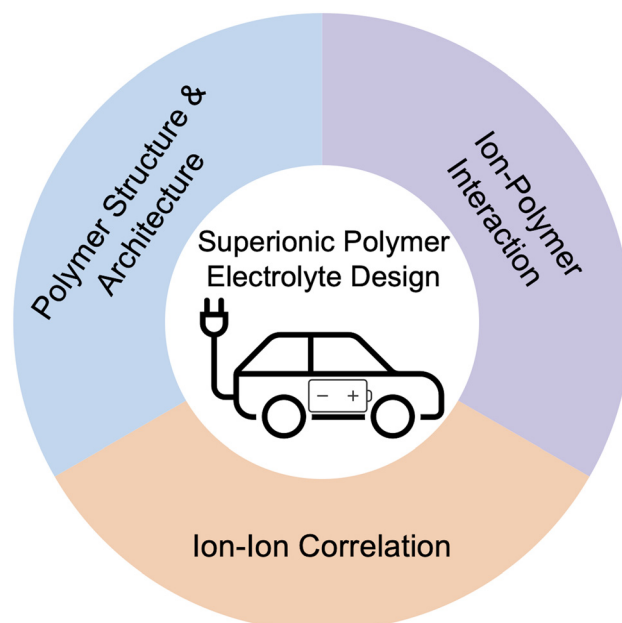 Polymer Structure &
Architecture
Ion-Polymer
Interaction
Superionic Polymer
Electrolyte Design
− +
Ion-Ion Correlation